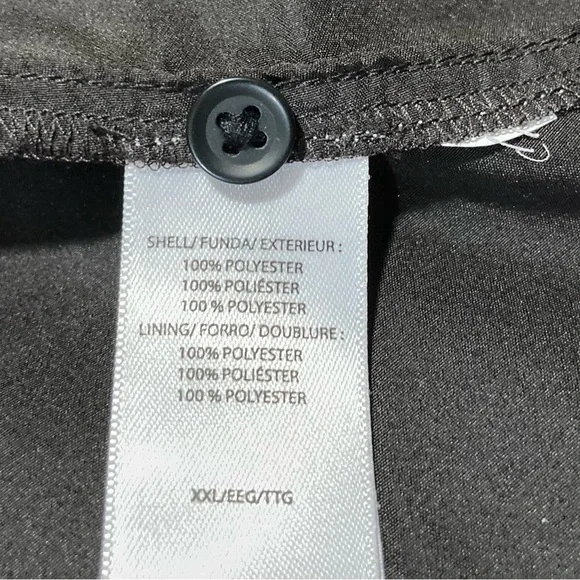 SHELL/ FUNDA/ EXTERIEUR :
100% POLYESTER
100% POLIÉSTER
100 % POLYESTER
LINING/ FORRO/ DOUBLURE :
100% POLYESTER
100% POLIÉSTER
100 % POLYESTER
XXL/EEG/TTG